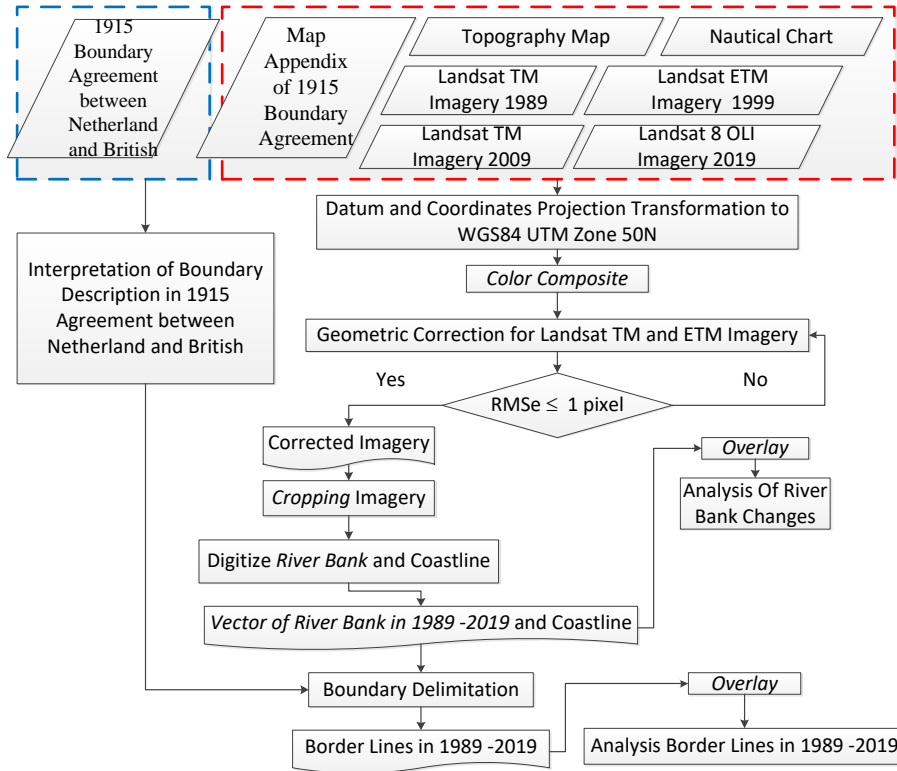 1915
Boundary
Agreement
between
Netherland
and British
Map
Appendix
of 1915
Boundary
Agreement
Topography Map
Nautical Chart
Landsat TM
Imagery 1989
Landsat ETM
Imagery 1999
Landsat TM
Imagery 2009
Landsat 8 OLI
Imagery 2019
Datum and Coordinates Projection Transformation to
WGS84 UTM Zone 50N
Interpretation of Boundary
Description in 1915
Agreement between
Netherland and British
Color Composite
Geometric Correction for Landsat TM and ETM Imagery
Yes
No
RMSe ≤ 1 pixel
Corrected Imagery
Overlay
Cropping Imagery
Analysis Of River
Bank Changes
Digitize River Bank and Coastline
Vector of River Bank in 1989 -2019 and Coastline
Boundary Delimitation
Overlay
Border Lines in 1989 -2019
Analysis Border Lines in 1989 -2019